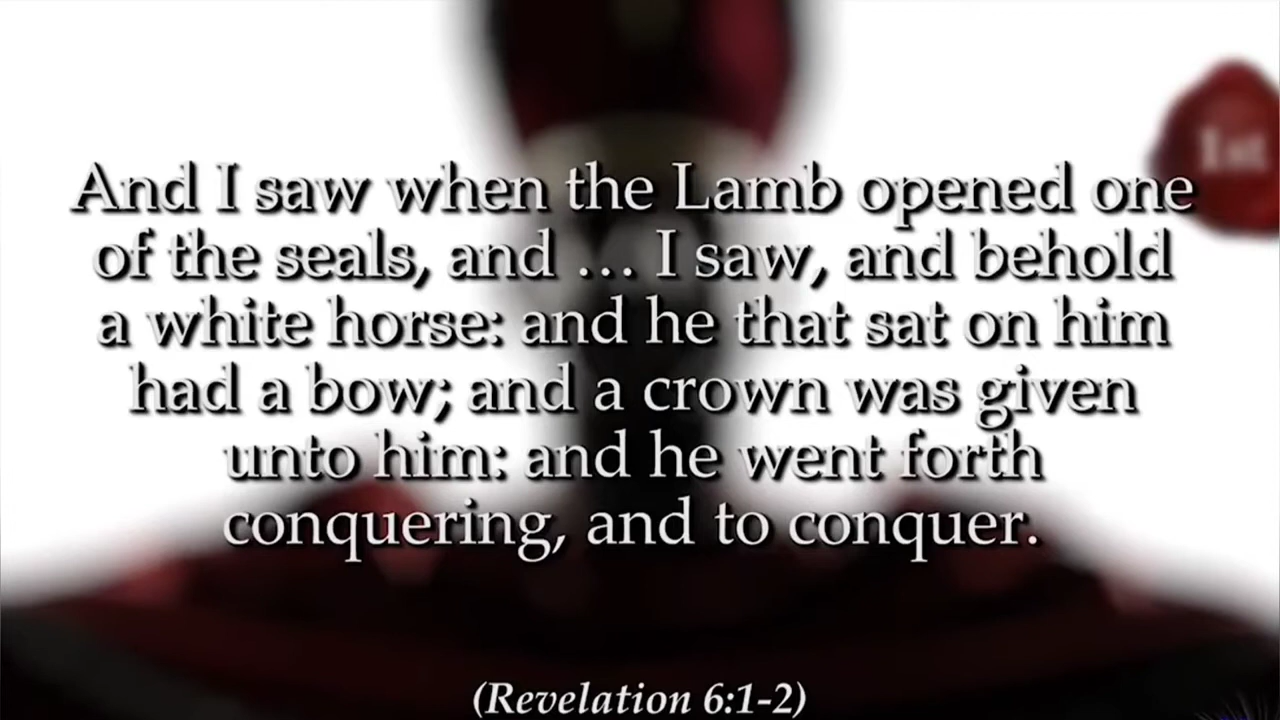 And I saw when the Lamb opened one
of the seals, and … I saw, and behold
a white horse: and he that sat on him
had a bow; and a crown was given
unto him: and he went forth
conquering, and to conquer.
(Revelation 6:1-2)
1st